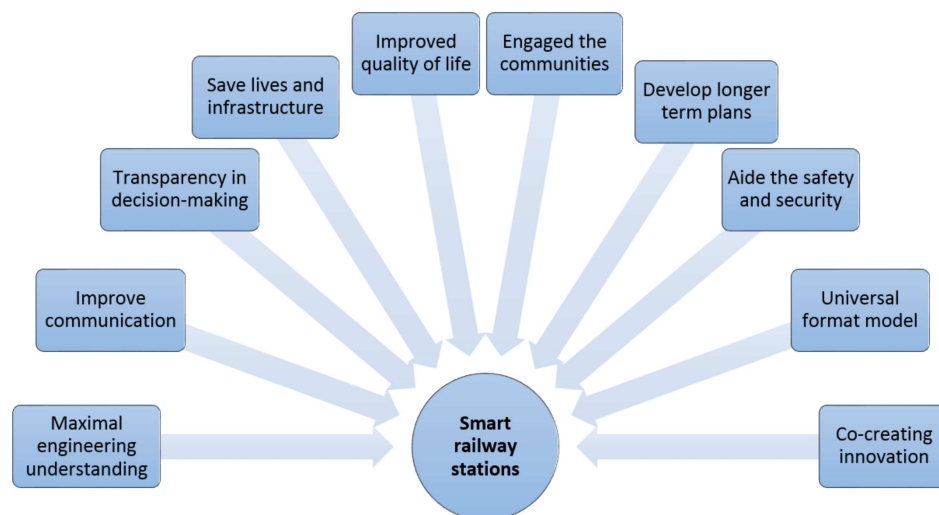 Improved
quality of life
Engaged the
communities
Save lives and
infrastructure
Develop longer
term plans
Transparency in
decision-making
Aide the safety
and security
Improve
communication
Universal
format model
Maximal
engineering
understanding
Smart
railway
stations
Co-creating
innovation